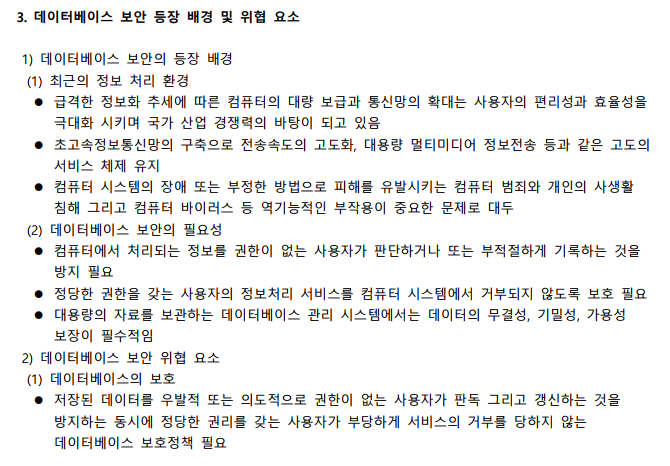 3. 데이터베이스 보안 등장 배경 및 위협 요소
1) 데이터베이스 보안의 등장 배경
(1) 최근의 정보 처리 환경
● 급격한 정보화 추세에 따른 컴퓨터의 대량 보급과 통신망의 확대는 사용자의 편리성과 효율성을
극대화 시키며 국가 산업 경쟁력의 바탕이 되고 있음
● 초고속정보통신망의 구축으로 전송속도의 고도화, 대용량 멀티미디어 정보전송 등과 같은 고도의
서비스 체제 유지
● 컴퓨터 시스템의 장애 또는 부정한 방법으로 피해를 유발시키는 컴퓨터 범죄와 개인의 사생활
침해 그리고 컴퓨터 바이러스 등 역기능적인 부작용이 중요한 문제로 대두
(2) 데이터베이스 보안의 필요성
● 컴퓨터에서 처리되는 정보를 권한이 없는 사용자가 판단하거나 또는 부적절하게 기록하는 것을
방지 필요
● 정당한 권한을 갖는 사용자의 정보처리 서비스를 컴퓨터 시스템에서 거부되지 않도록 보호 필요
● 대용량의 자료를 보관하는 데이터베이스 관리 시스템에서는 데이터의 무결성, 기밀성, 가용성
보장이 필수적임
2) 데이터베이스 보안 위협 요소
(1) 데이터베이스의 보호
● 저장된 데이터를 우발적 또는 의도적으로 권한이 없는 사용자가 판독 그리고 갱신하는 것을
방지하는 동시에 정당한 권리를 갖는 사용자가 부당하게 서비스의 거부를 당하지 않는
데이터베이스 보호정책 필요